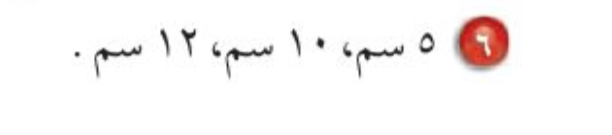 ٦ ٥ سم، ١٠ سم، ١٢ سم.